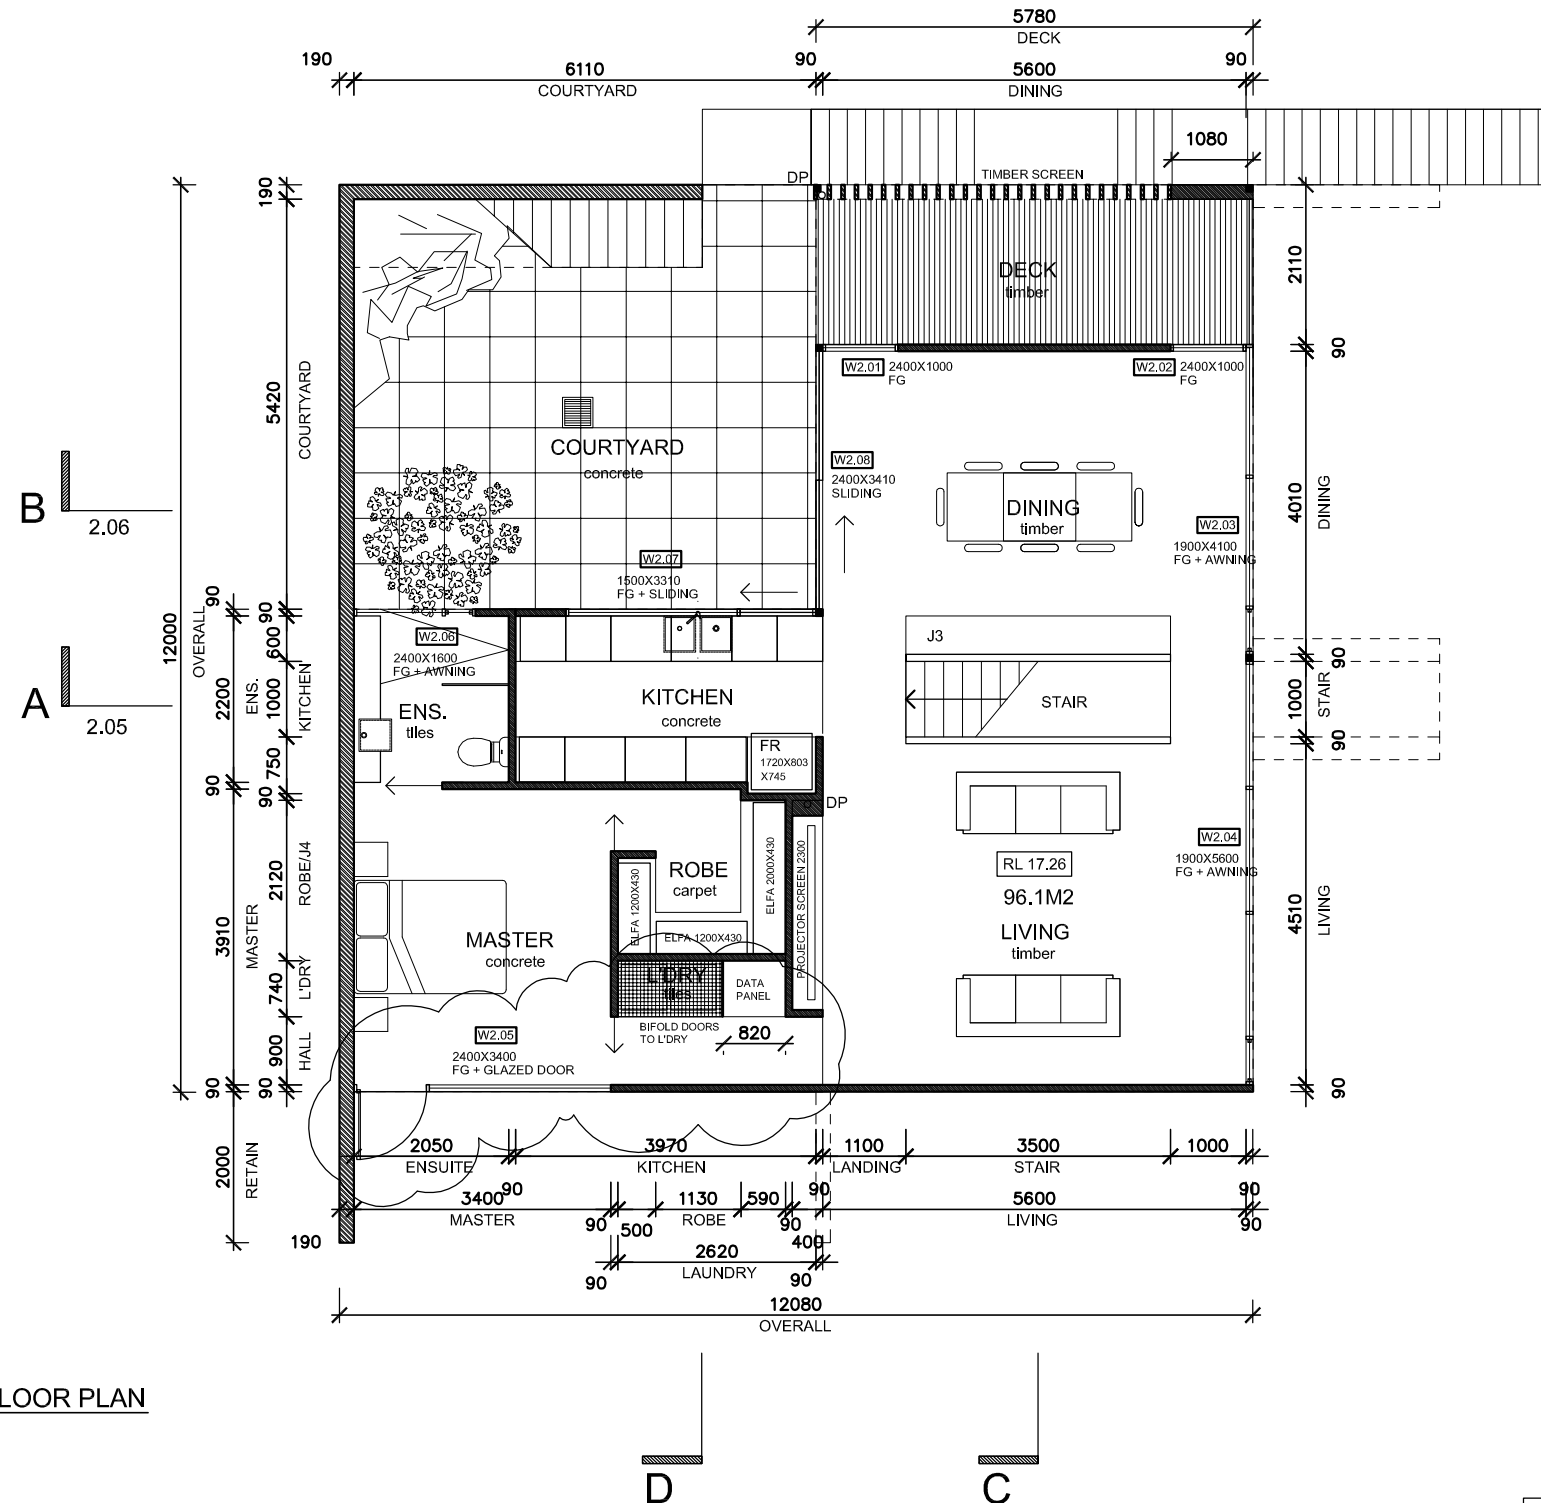 5780
DECK
190
6110
COURTYARD
90
5600
DINING
90
1080
DP
TIMBER SCREEN
190
2110
DECK
timber
90
W2.01 2400X1000
FG
W2.02 2400X1000
FG
5420
COURTYARD
COURTYARD
concrete
W2.08
2400X3410
SLIDING
DINING
timber
W2.03
1900X4100
FG + AWNING
4010
DINING
B
2.06
W2.07
1500X3310
FG + SLIDING
12000
OVERALL
90
90
600
W2.06
2400X1600
FG + AWNING
J3
90
A
2.05
2200
ENS.
1000
KITCHEN
ENS.
tiles
KITCHEN
concrete
STAIR
1000
STAIR
750
FR
1720X803
X745
90
90
90
DP
2120
ROBE/J4
ROBE
carpet
ELFA 1200X430
ELFA 2000X430
ELFA 1200X430
PROJECTOR SCREEN 2300
RL 17.26
96.1M2
LIVING
timber
W2.04
1900X5600
FG + AWNING
4510
LIVING
3910
MASTER
MASTER
concrete
740
L'DRY
L'DRY
tiles
DATA
PANEL
900
HALL
W2.05
2400X3400
FG + GLAZED DOOR
BIFOLD DOORS
TO L'DRY
820
90
90
90
2000
RETAIN
2050
ENSUITE
3970
KITCHEN
1100
LANDING
3500
STAIR
1000
90
3400
MASTER
90
500
1130
ROBE
590
90
90
5600
LIVING
90
90
190
400
2620
LAUNDRY
90
90
12080
OVERALL
LOOR PLAN
D
C